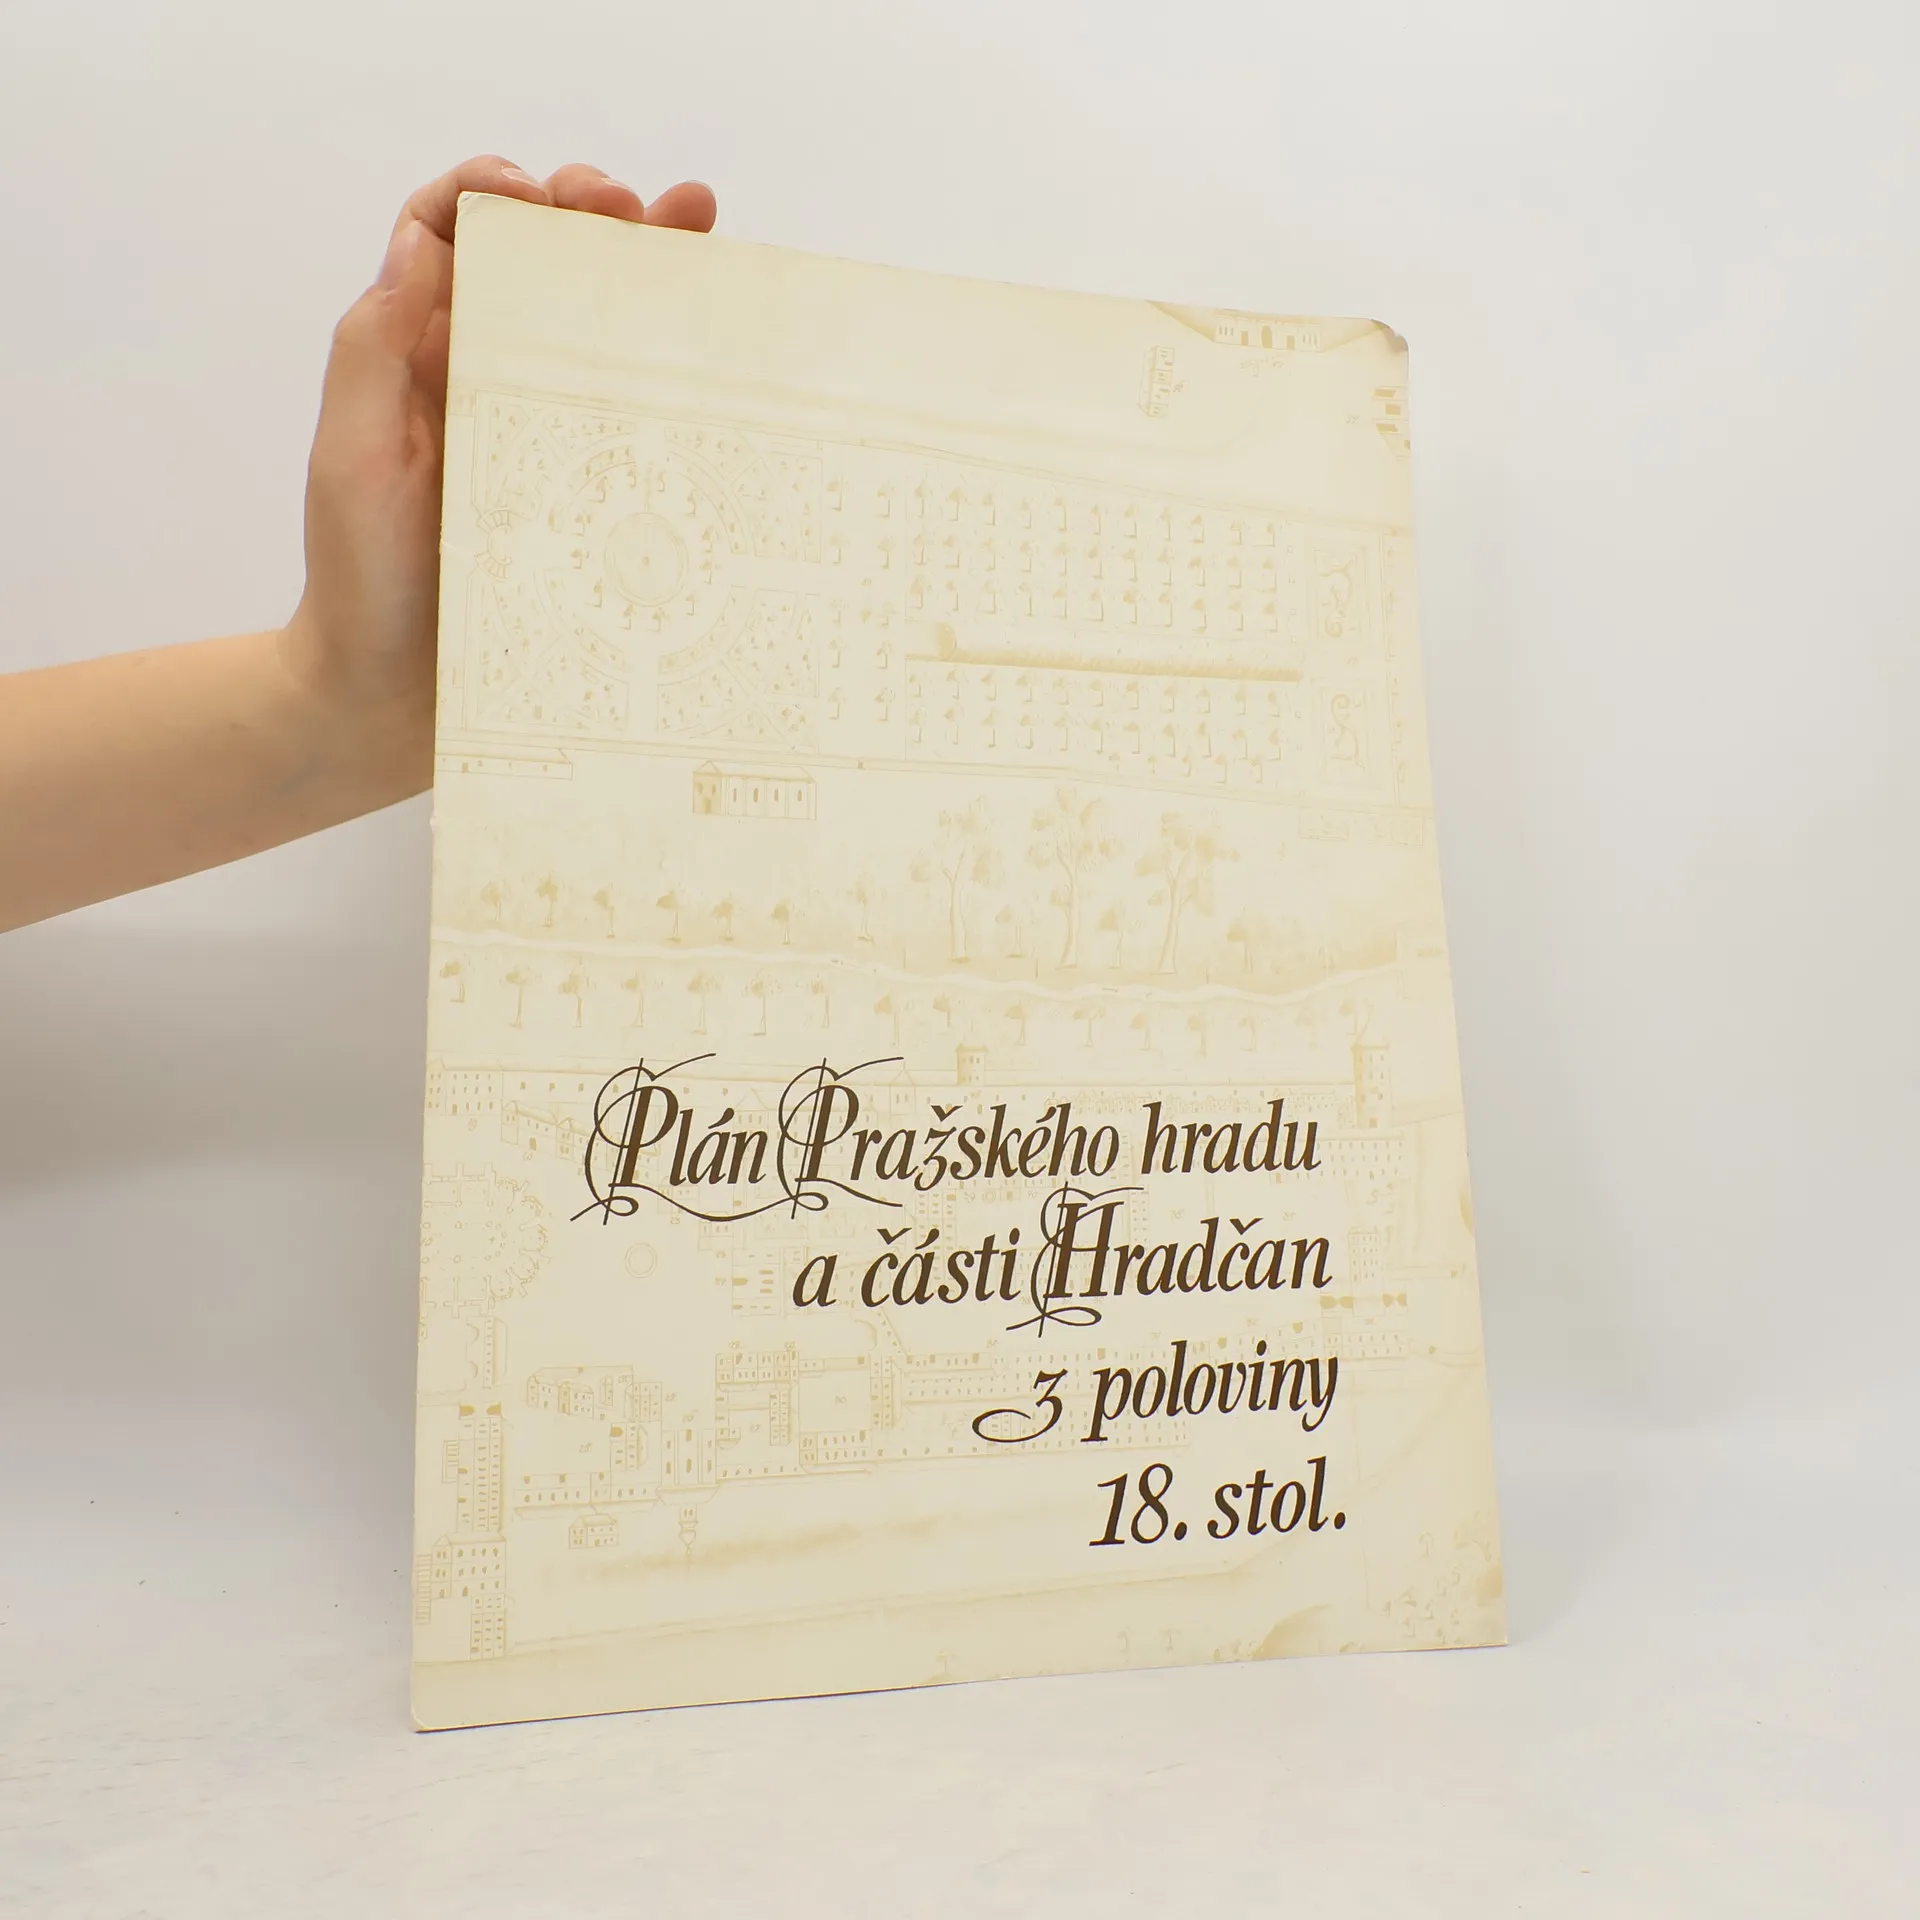 Plán Pražského hradu
a části Hradčan
z poloviny
18. stol.